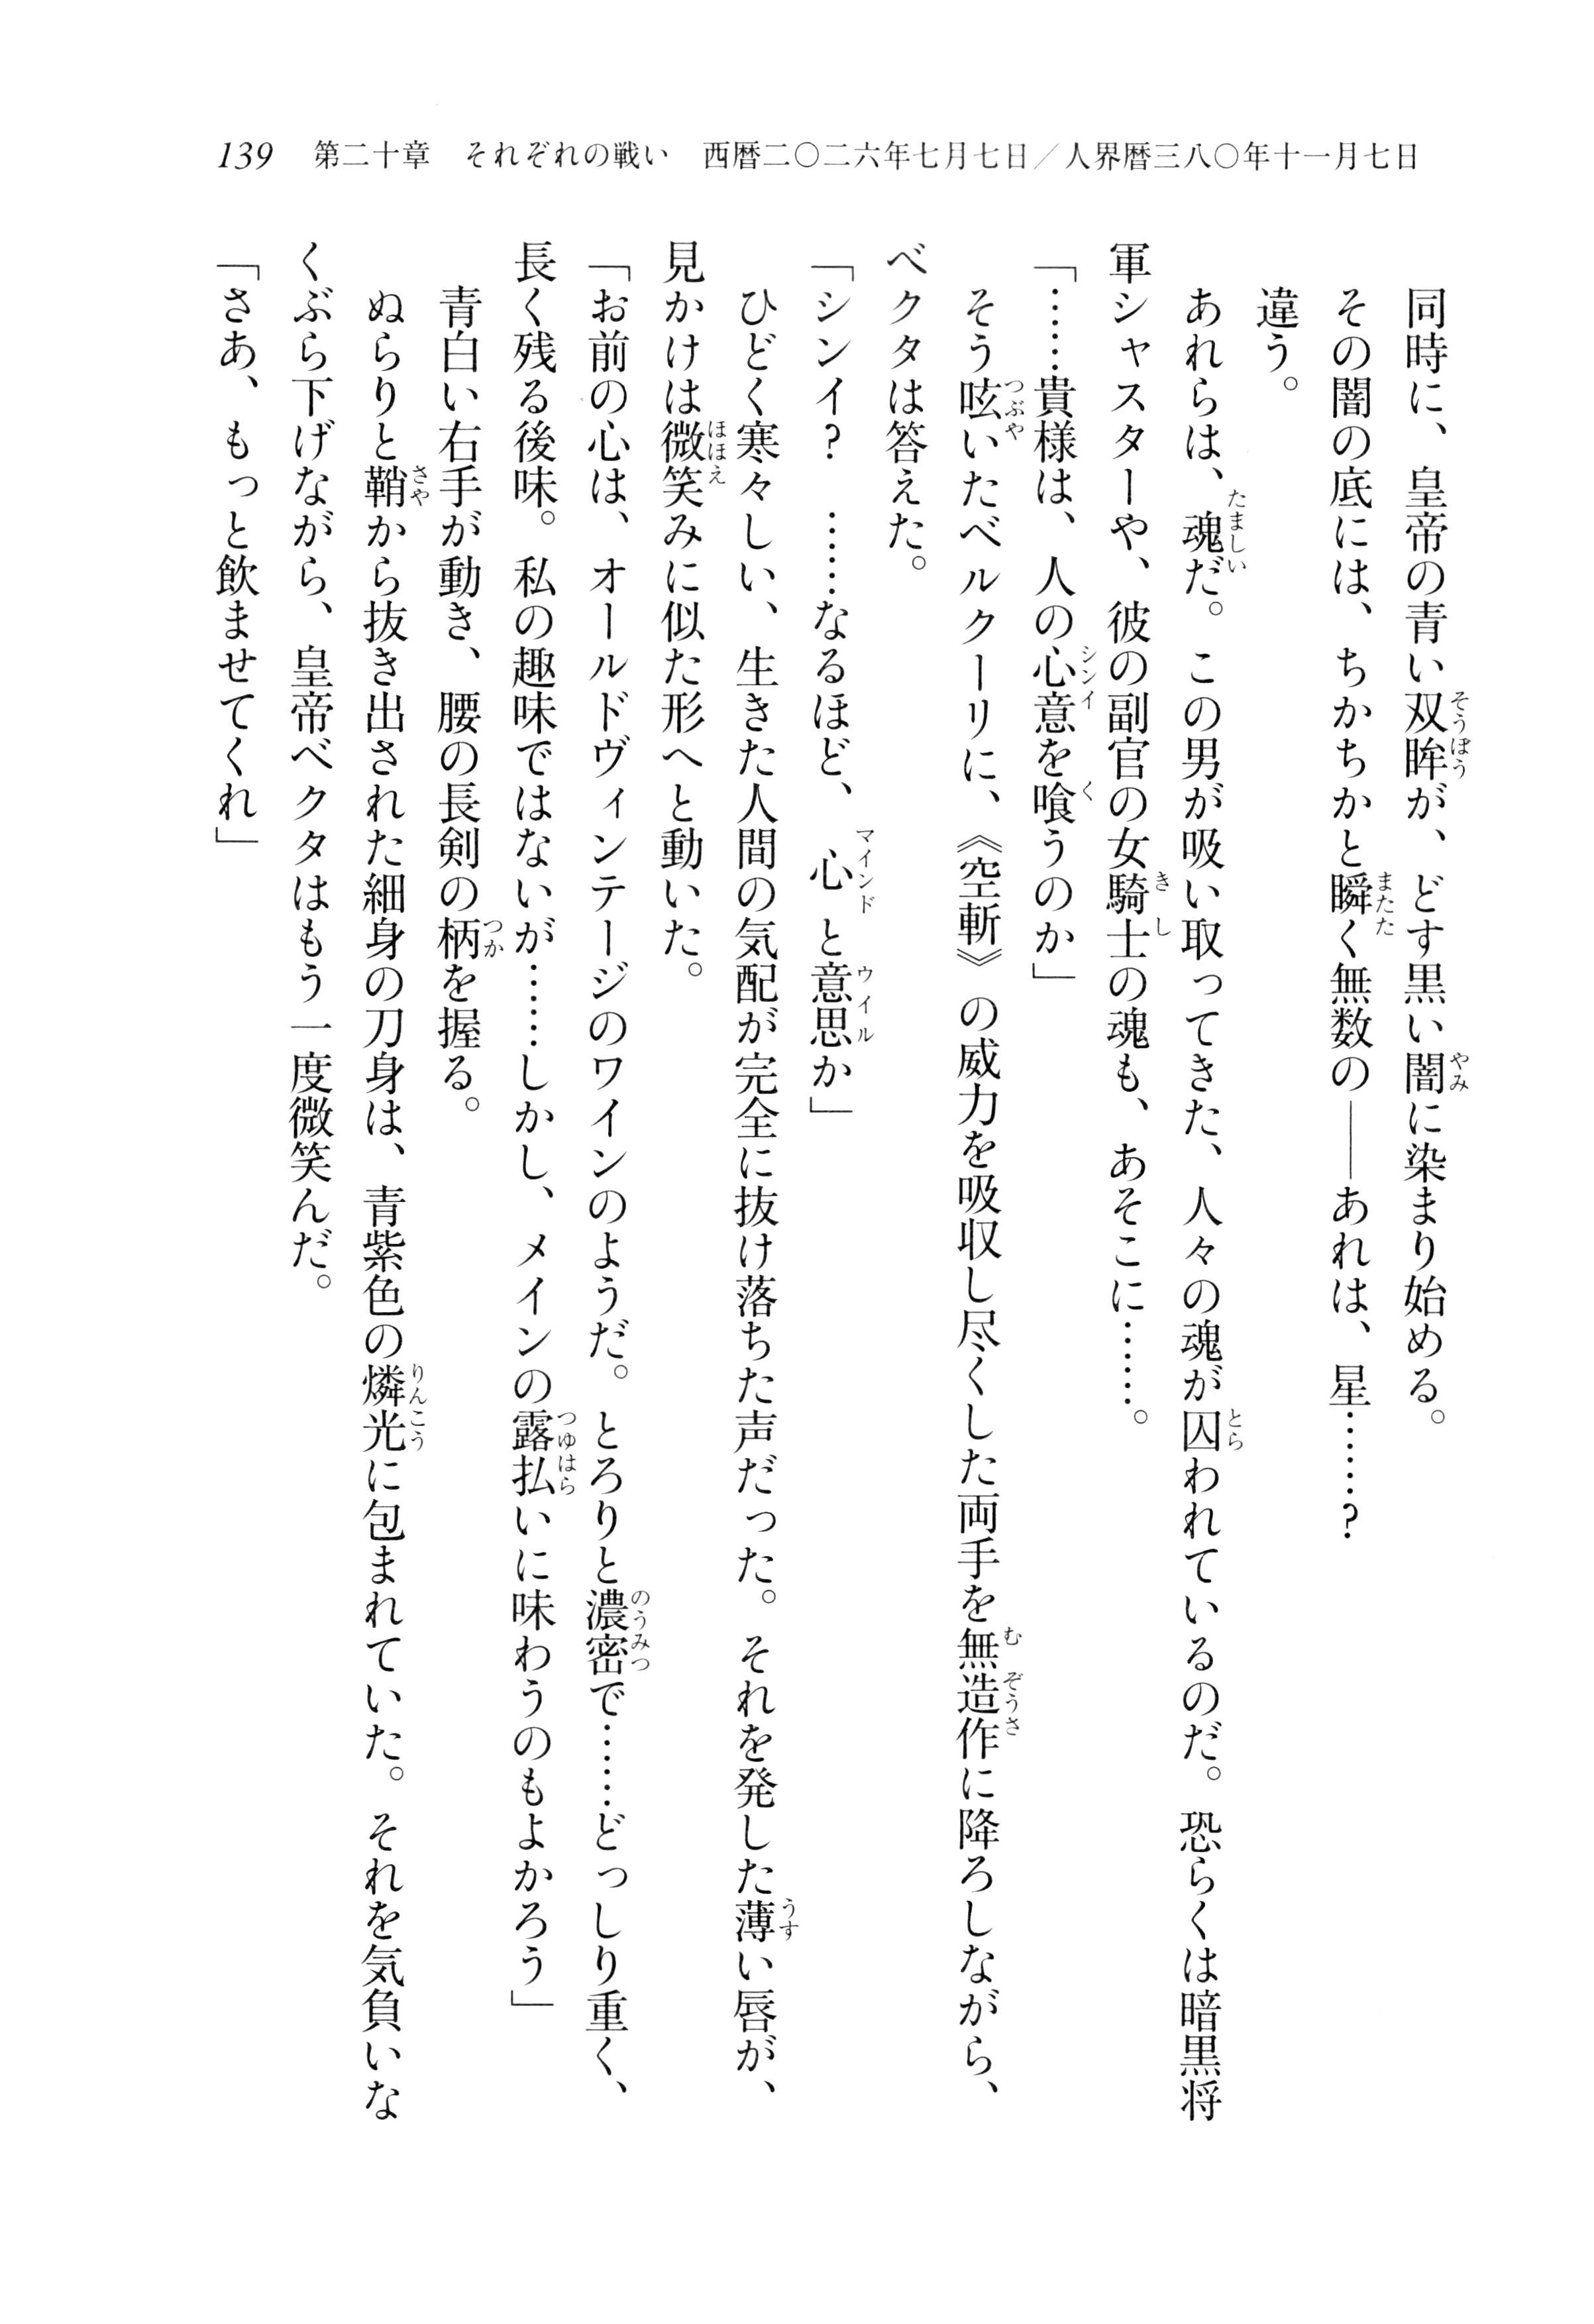 139　第二十章　それぞれの戦い　西暦二〇二六年七月七日／人界暦三八〇年十一月七日
　同時に、皇帝の青い双眸が、どす黒い闇に染まり始める。
　その闇の底には、ちかちかと瞬く無数の――あれは、星……？
　違う。
　あれらは、魂だ。この男が吸い取ってきた、人々の魂が囚われているのだ。恐らくは暗黒将
軍シャスターや、彼の副官の女騎士の魂も、あそこに……。
「……貴様は、人の心意を喰うのか」
　そう呟いたベルクーリに、《空斬》の威力を吸収し尽くした両手を無造作に降ろしながら、
ベクタは答えた。
「シンイ？　……なるほど、心と意思か」
　ひどく寒々しい、生きた人間の気配が完全に抜け落ちた声だった。それを発した薄い唇が、
見かけは微笑みに似た形へと動いた。
「お前の心は、オールドヴィンテージのワインのようだ。とろりと濃密で……どっしり重く、
長く残る後味。私の趣味ではないが……しかし、メインの露払いに味わうのもよかろう」
　青白い右手が動き、腰の長剣の柄を握る。
　ぬらりと鞘から抜き出された細身の刀身は、青紫色の燐光に包まれていた。それを気負いな
くぶら下げながら、皇帝ベクタはもう一度微笑んだ。
「さあ、もっと飲ませてくれ」